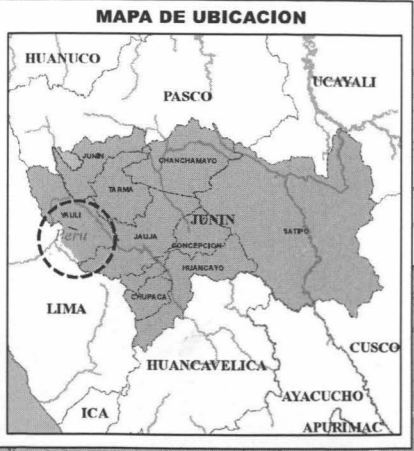 MAPA DE UBICACION
HUANUCO
UCAYALI
PASCO
JUNIN
CHANCHAMAYO
TARMA
YAULI
JUNIN
Peru
JAUJA
SATIPO
CONCEPCION
HUANCAYO
CHUPACA
LIMA
CUSCO
HUANCAVELICA
AYACUCHO
ICA
APURIMAC